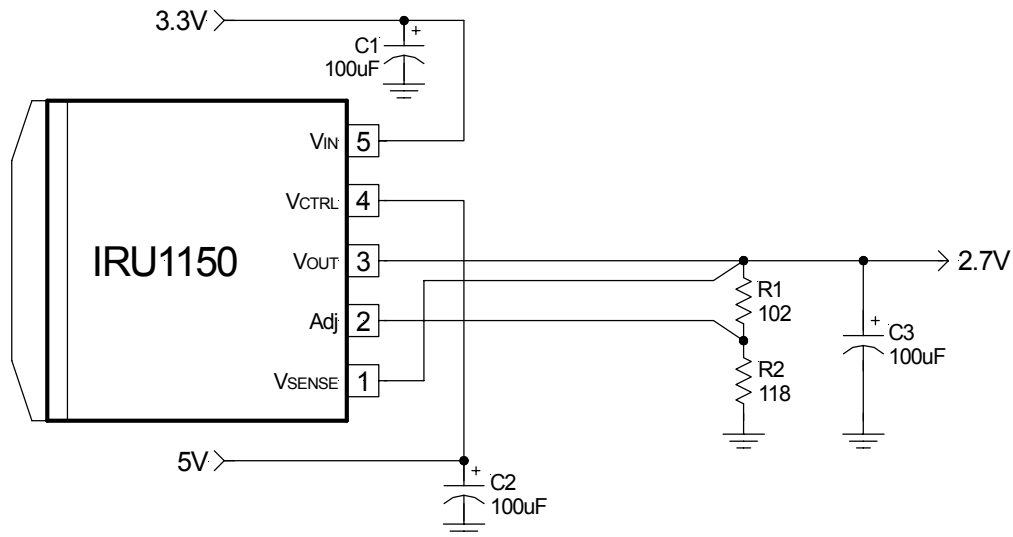 3.3V
+
C1
100uF
VIN 5
VCTRL 4
IRU1150
VOUT 3
2.7V
R1
102
Adj 2
+
C3
100uF
R2
118
VSENSE 1
5V
+
C2
100uF